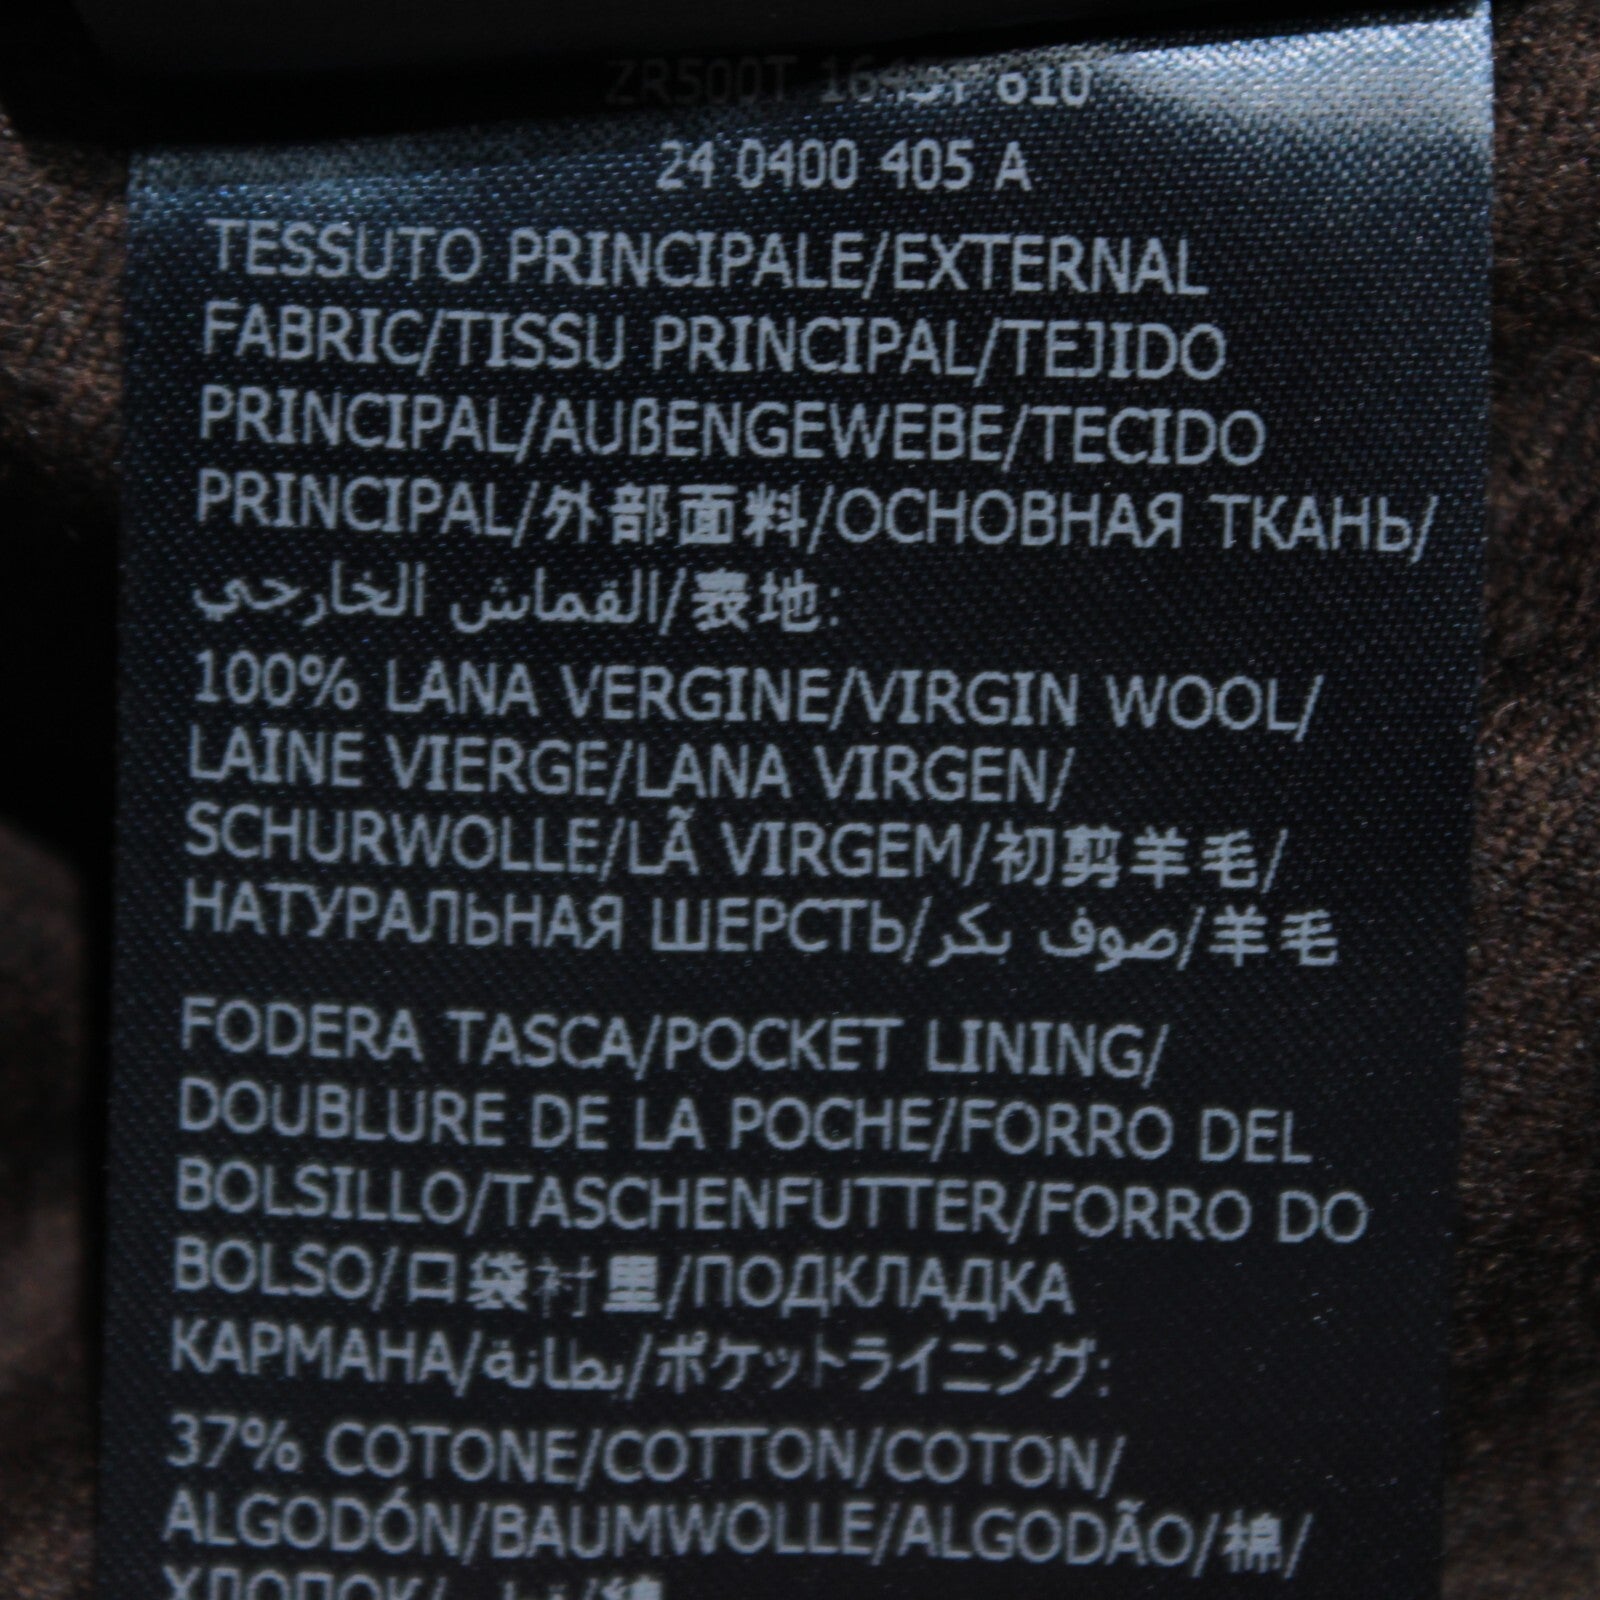 ZR500T 610
24 0400 405 A
TESSUTO PRINCIPALE/EXTERNAL
FABRIC/TISSU PRINCIPAL/TEJIDO
PRINCIPAL/AUßENGEWEBE/TECIDO
PRINCIPAL/外部面料/ОСНОВНАЯ ТКАНЬ/
القماش الخارجي/表地:
100% LANA VERGINE/VIRGIN WOOL/
LAINE VIERGE/LANA VIRGEN/
SCHURWOLLE/LÃ VIRGEM/初剪羊毛/
НАТУРАЛЬНАЯ ШЕРСТЬ/صوف بكر/羊毛
FODERA TASCA/POCKET LINING/
DOUBLURE DE LA POCHE/FORRO DEL
BOLSILLO/TASCHENFUTTER/FORRO DO
BOLSO/口袋衬里/ПОДКЛАДКА
КАРМАНА/بطانة/ポケットライニング:
37% COTONE/COTTON/COTON/
ALGODÓN/BAUMWOLLE/ALGODÃO/棉/
ХЛОПОК/